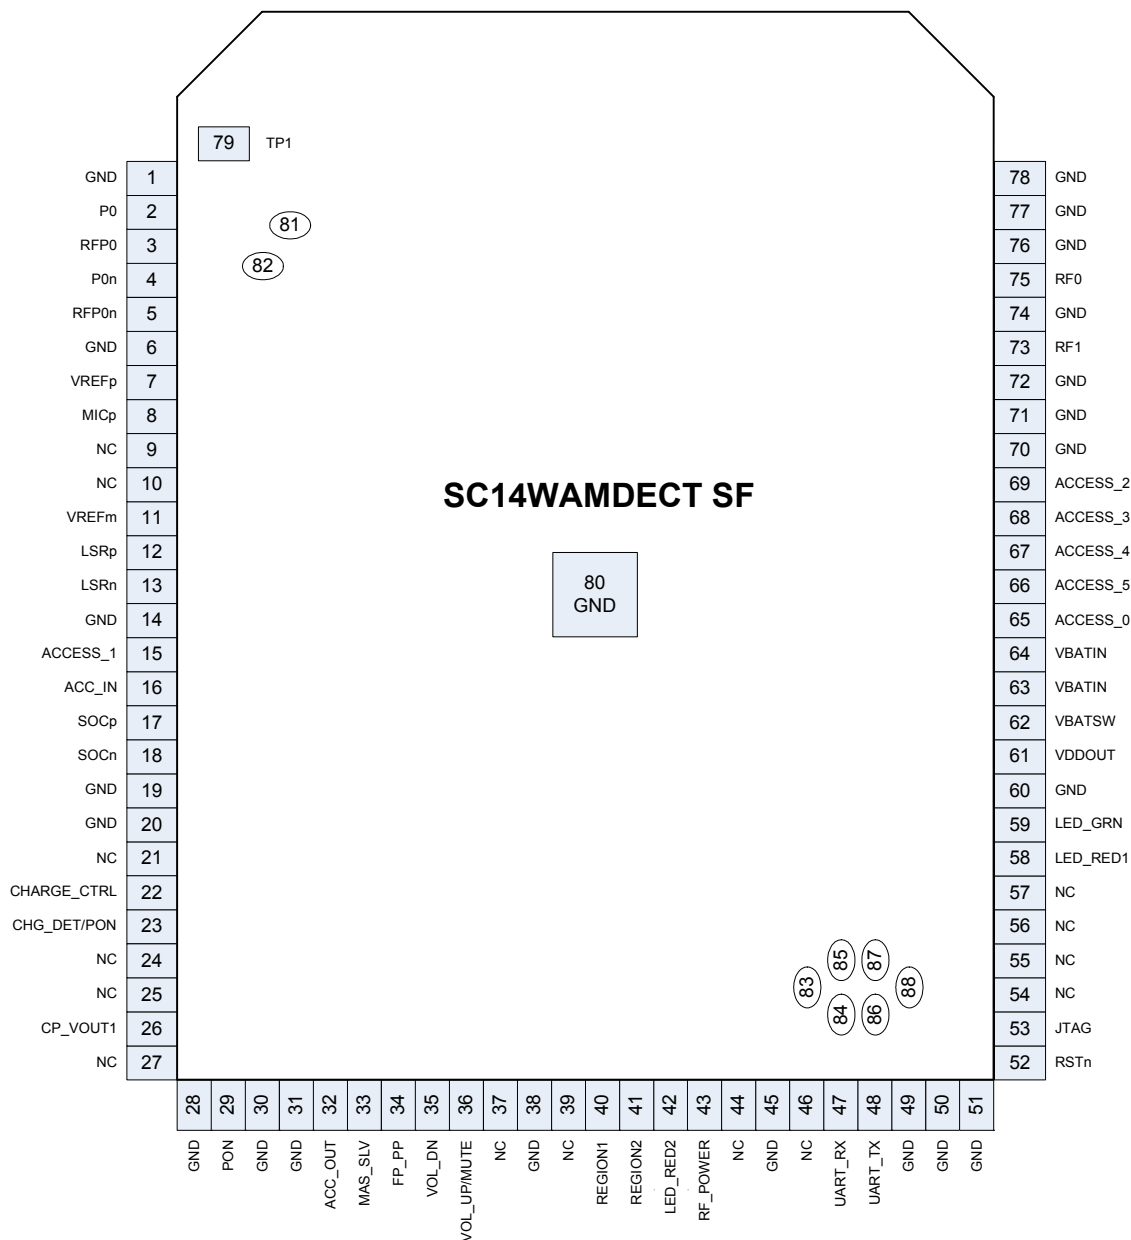 79 TP1
GND 1
P0 2
RFP0 3
P0n 4
RFP0n 5
GND 6
VREFp 7
MICp 8
NC 9
NC 10
VREFm 11
LSRp 12
LSRn 13
GND 14
ACCESS_1 15
ACC_IN 16
SOCp 17
SOCn 18
GND 19
GND 20
NC 21
CHARGE_CTRL 22
CHG_DET/PON 23
NC 24
NC 25
CP_VOUT1 26
NC 27
81
82
SC14WAMDECT SF
80
GND
83
85
84
87
86
88
78 GND
77 GND
76 GND
75 RF0
74 GND
73 RF1
72 GND
71 GND
70 GND
69 ACCESS_2
68 ACCESS_3
67 ACCESS_4
66 ACCESS_5
65 ACCESS_0
64 VBATIN
63 VBATIN
62 VBATSW
61 VDDOUT
60 GND
59 LED_GRN
58 LED_RED1
57 NC
56 NC
55 NC
54 NC
53 JTAG
52 RSTn
28 GND
29 PON
30 GND
31 GND
32 ACC_OUT
33 MAS_SLV
34 FP_PP
35 VOL_DN
36 VOL_UP/MUTE
37 NC
38 GND
39 NC
40 REGION1
41 REGION2
42 LED_RED2
43 RF_POWER
44 NC
45 GND
46 NC
47 UART_RX
48 UART_TX
49 GND
50 GND
51 GND